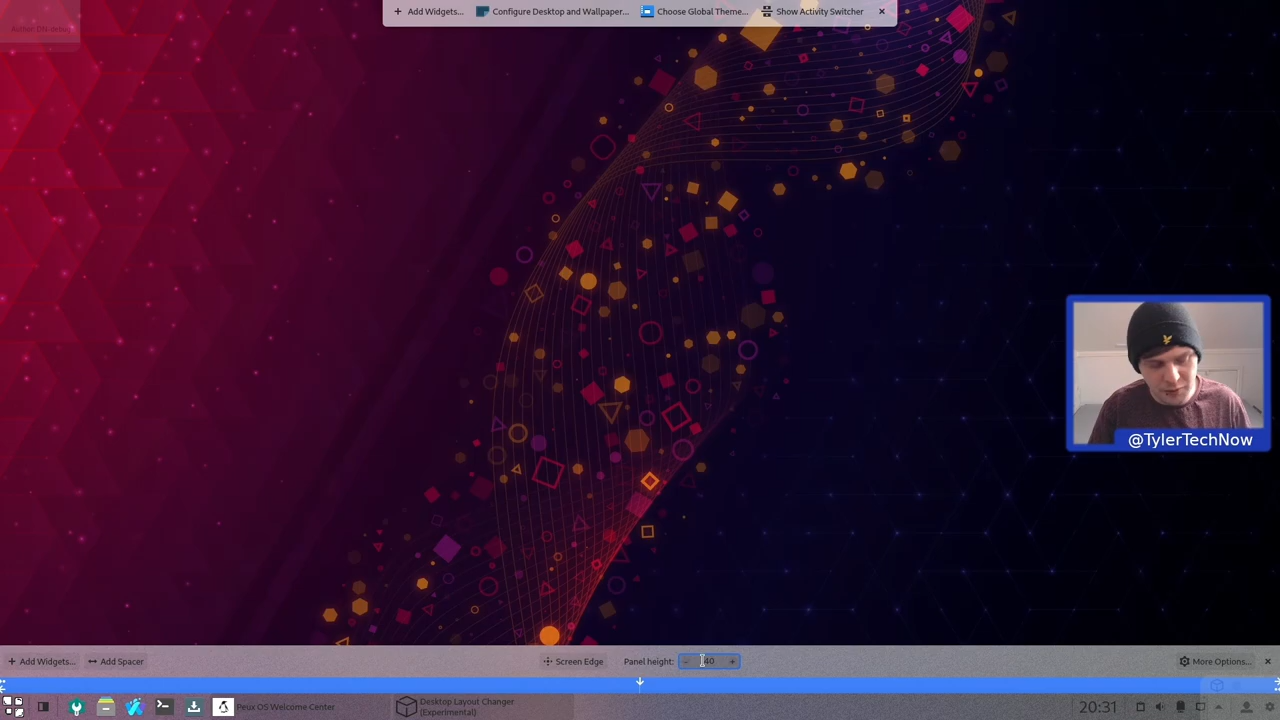 Add Widgets...
Configure Desktop and Wallpaper...
Choose Global Theme...
Show Activity Switcher
@TylerTechNow
Add Widgets...
Add Spacer
Screen Edge
Panel height:
40
More Options...
Peux OS Welcome Center
Desktop Layout Changer
[Experimental]
20:31